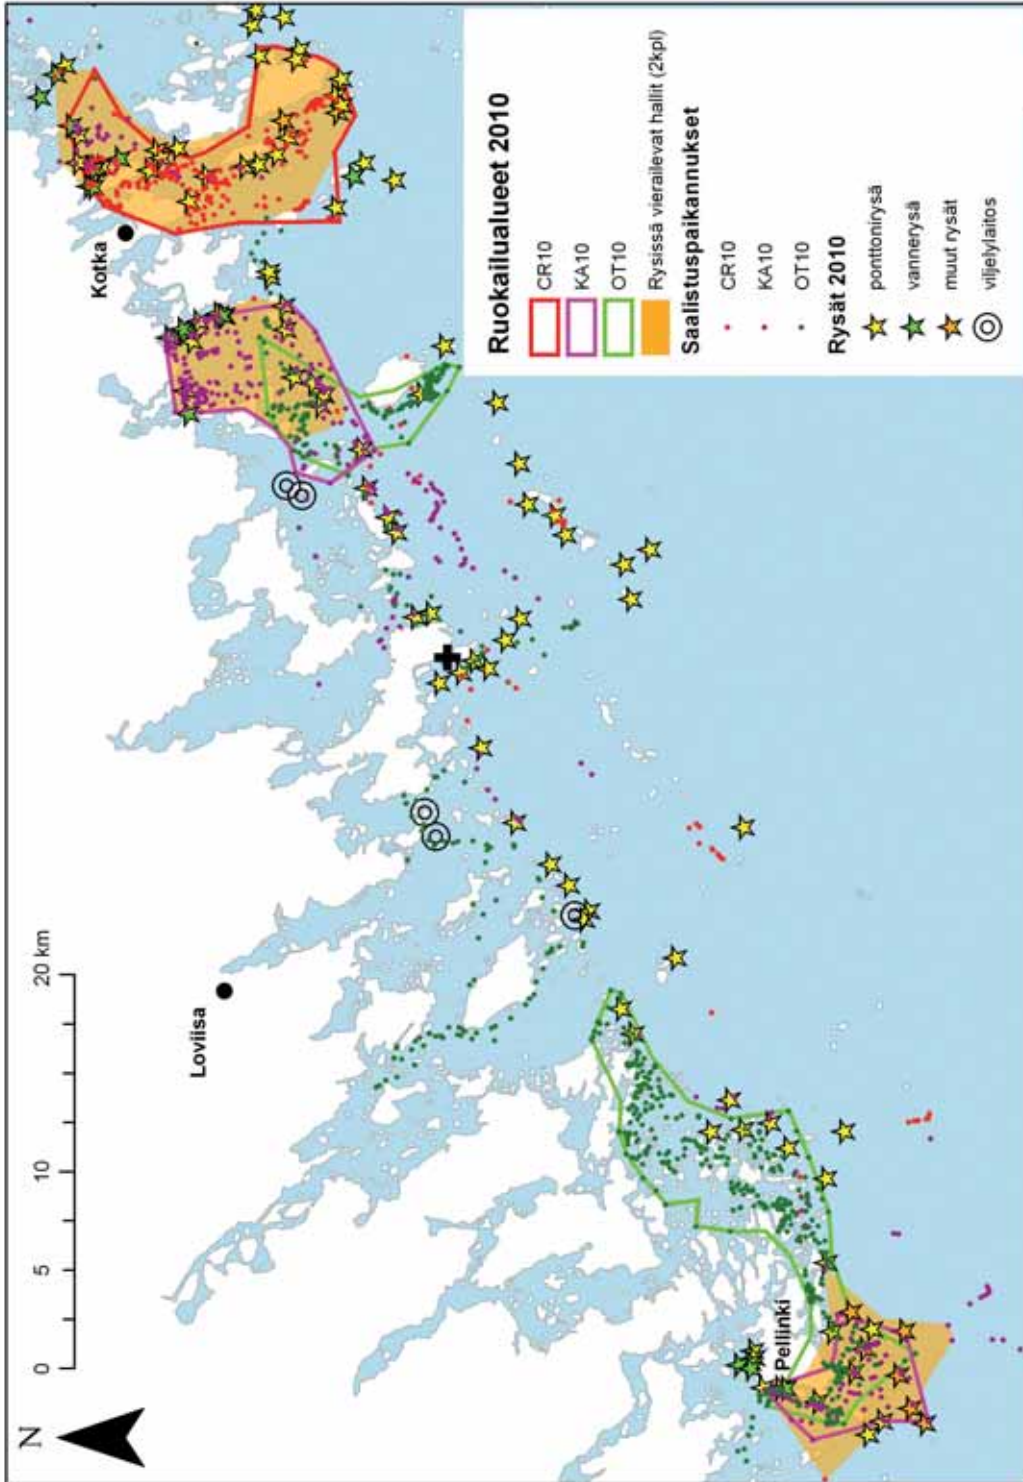 N
0 5 10 20 km
Loviisa
Kotka
Pellinki
Ruokailualueet 2010
CR10
KA10
OT10
Rysissä vierailevat hallit (2kpl)
Saalistuspaikannukset
CR10
KA10
OT10
Rysät 2010
ponttonirysä
vannerysä
muut rysät
viljelylaitos